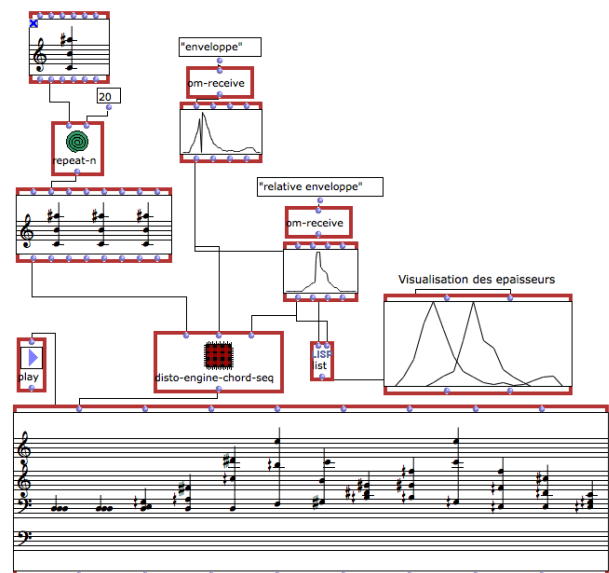 "enveloppe"
om-receive
20
repeat-n
"relative enveloppe"
om-receive
Visualisation des epaisseurs
play
disto-engine-chord-seq
LISP
list